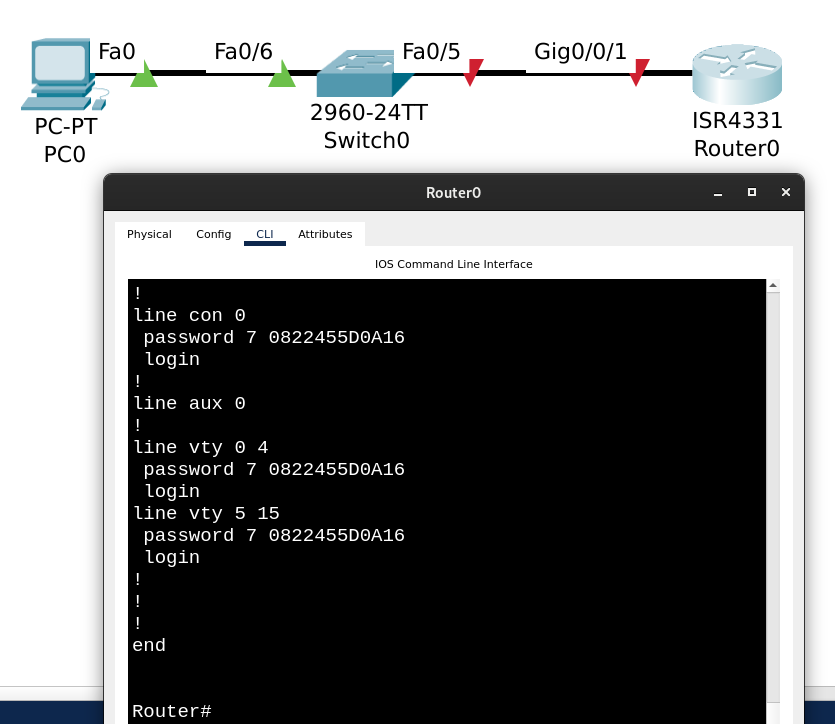 Fa0
Fa0/6
Fa0/5
Gig0/0/1
PC-PT
PC0
2960-24TT
Switch0
ISR4331
Router0
Router0
Physical Config CLI Attributes
IOS Command Line Interface
!
line con 0
password 7 0822455D0A16
login
!
line aux 0
!
line vty 0 4
password 7 0822455D0A16
login
line vty 5 15
password 7 0822455D0A16
login
!
!
!
end
Router#